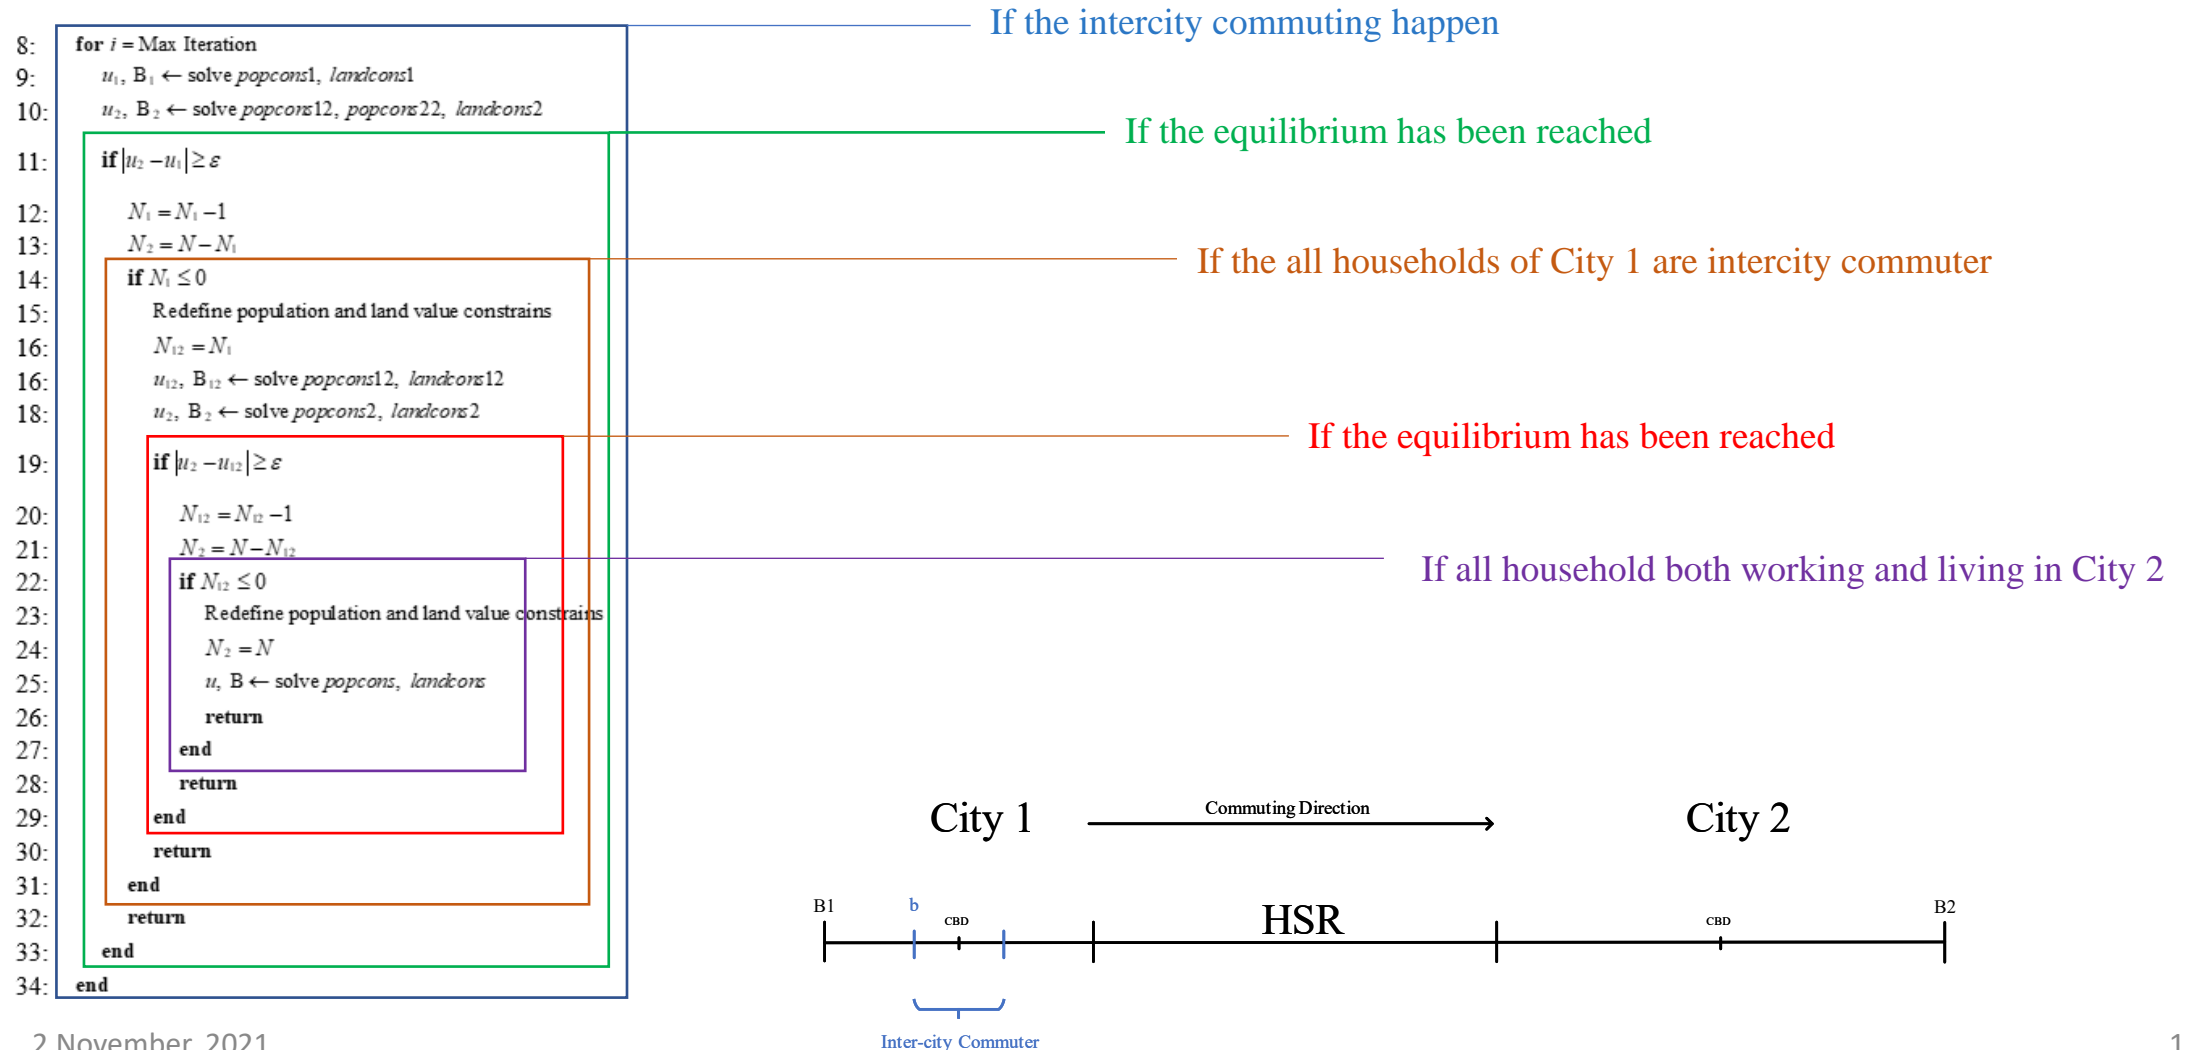 If the intercity commuting happen
8: for i = Max Iteration
9: u₁, B₁ ← solve popcons1, landcons1
10: u₂, B₂ ← solve popcons12, popcons22, landcons2
If the equilibrium has been reached
11: if |u₂ − u₁| ≥ ε
12: N₁ = N₁ − 1
13: N₂ = N − N₁
If the all households of City 1 are intercity commuter
14: if N₁ ≤ 0
15: Redefine population and land value constrains
16: N₁₂ = N₁
16: u₁₂, B₁₂ ← solve popcons12, landcons12
18: u₂, B₂ ← solve popcons2, landcons2
If the equilibrium has been reached
19: if |u₂ − u₁₂| ≥ ε
20: N₁₂ = N₁₂ − 1
21: N₂ = N − N₁₂
If all household both working and living in City 2
22: if N₁₂ ≤ 0
23: Redefine population and land value constrains
24: N₂ = N
25: u, B ← solve popcons, landcons
26: return
27: end
28: return
29: end
30: return
31: end
32: return
33: end
34: end
City 1 Commuting Direction City 2
B1 b CBD HSR CBD B2
Inter-city Commuter
2 November, 2021 1